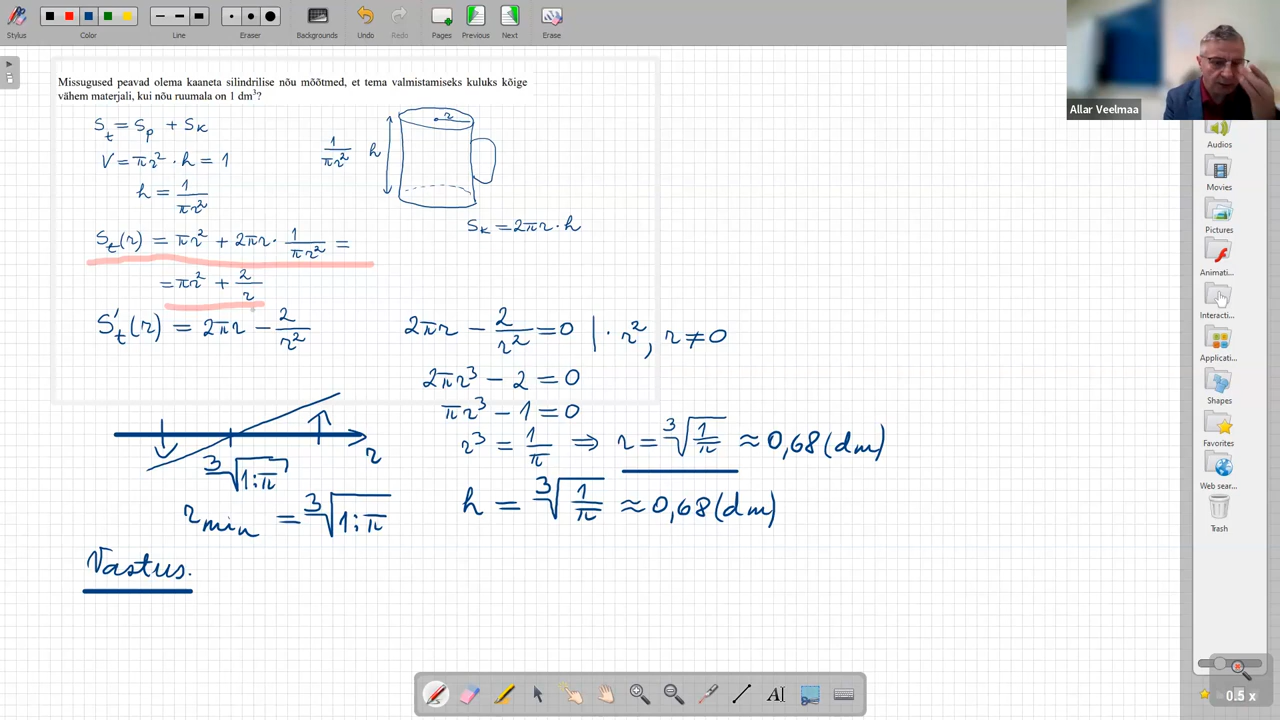 Stylus
Color
Line
Eraser
Backgrounds
Undo
Redo
Pages
Previous
Next
Erase
Allar Veelmaa
Missugused peavad olema kaaneta silindrilise nõu mõõtmed, et tema valmistamiseks kuluks kõige
vähem materjali, kui nõu ruumala on 1 dm³?
S_t = S_p + S_k
V = πr² · h = 1
h = 1/(πr²)
1/(πr²) h
r
S_k = 2πr · h
S_t(r) = πr² + 2πr · 1/(πr²) =
= πr² + 2/r
S'_t(r) = 2πr − 2/r²
2πr − 2/r² = 0 | · r², r ≠ 0
2πr³ − 2 = 0
πr³ − 1 = 0
r³ = 1/π ⇒ r = ∛(1/π) ≈ 0,68 (dm)
∛(1:π) r
r_min = ∛(1:π)
h = ∛(1/π) ≈ 0,68 (dm)
Vastus.
Audios
Movies
Pictures
Animati...
Interacti...
Applicati...
Shapes
Favorites
Web sear...
Trash
0.5 x
AI